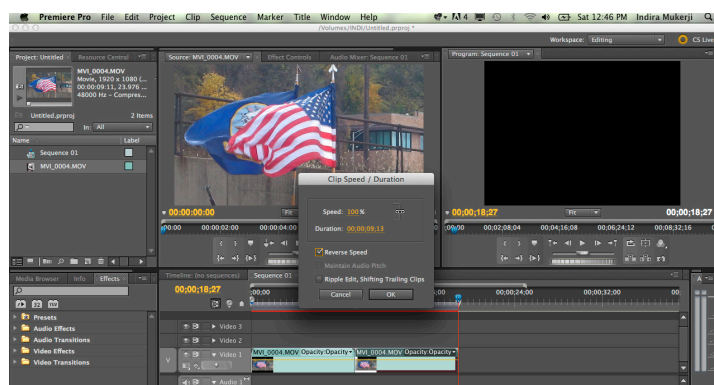 Premiere Pro File Edit Project Clip Sequence Marker Title Window Help 4 Sat 12:46 PM Indira Mukerji
/Volumes/INDI/Untitled.prproj *
Workspace: Editing CS Live
Project: Untitled Resource Central
Source: MVI_0004.MOV Effect Controls Audio Mixer: Sequence 01
Program: Sequence 01
MVI_0004.MOV
Movie, 1920 x 1080 (...
00:00:09:11, 23.976 ...
48000 Hz - Compres...
Untitled.prproj 2 Items
In: All
Name Label
Sequence 01
MVI_0004.MOV
Clip Speed / Duration
Speed: 100 %
Duration: 00;00;09;13
Reverse Speed
Maintain Audio Pitch
Ripple Edit, Shifting Trailing Clips
Cancel OK
00:00:00:00 Fit
00:00 00:00:02:00 00:00:04:00
00;00;18;27 Fit 00;00;18;27
00;00 00;02;08;04 00;04;16;08 00;06;24;12 00;08;32;16
Media Browser Info Effects
Presets
Audio Effects
Audio Transitions
Video Effects
Video Transitions
Timeline: (no sequences) Sequence 01
00;00;18;27
;00;00 00;00;24;00 00;00;32;00
Video 3
Video 2
V Video 1 MVI_0004.MOV Opacity:Opacity MVI_0004.MOV Opacity:Opacity
Audio 1